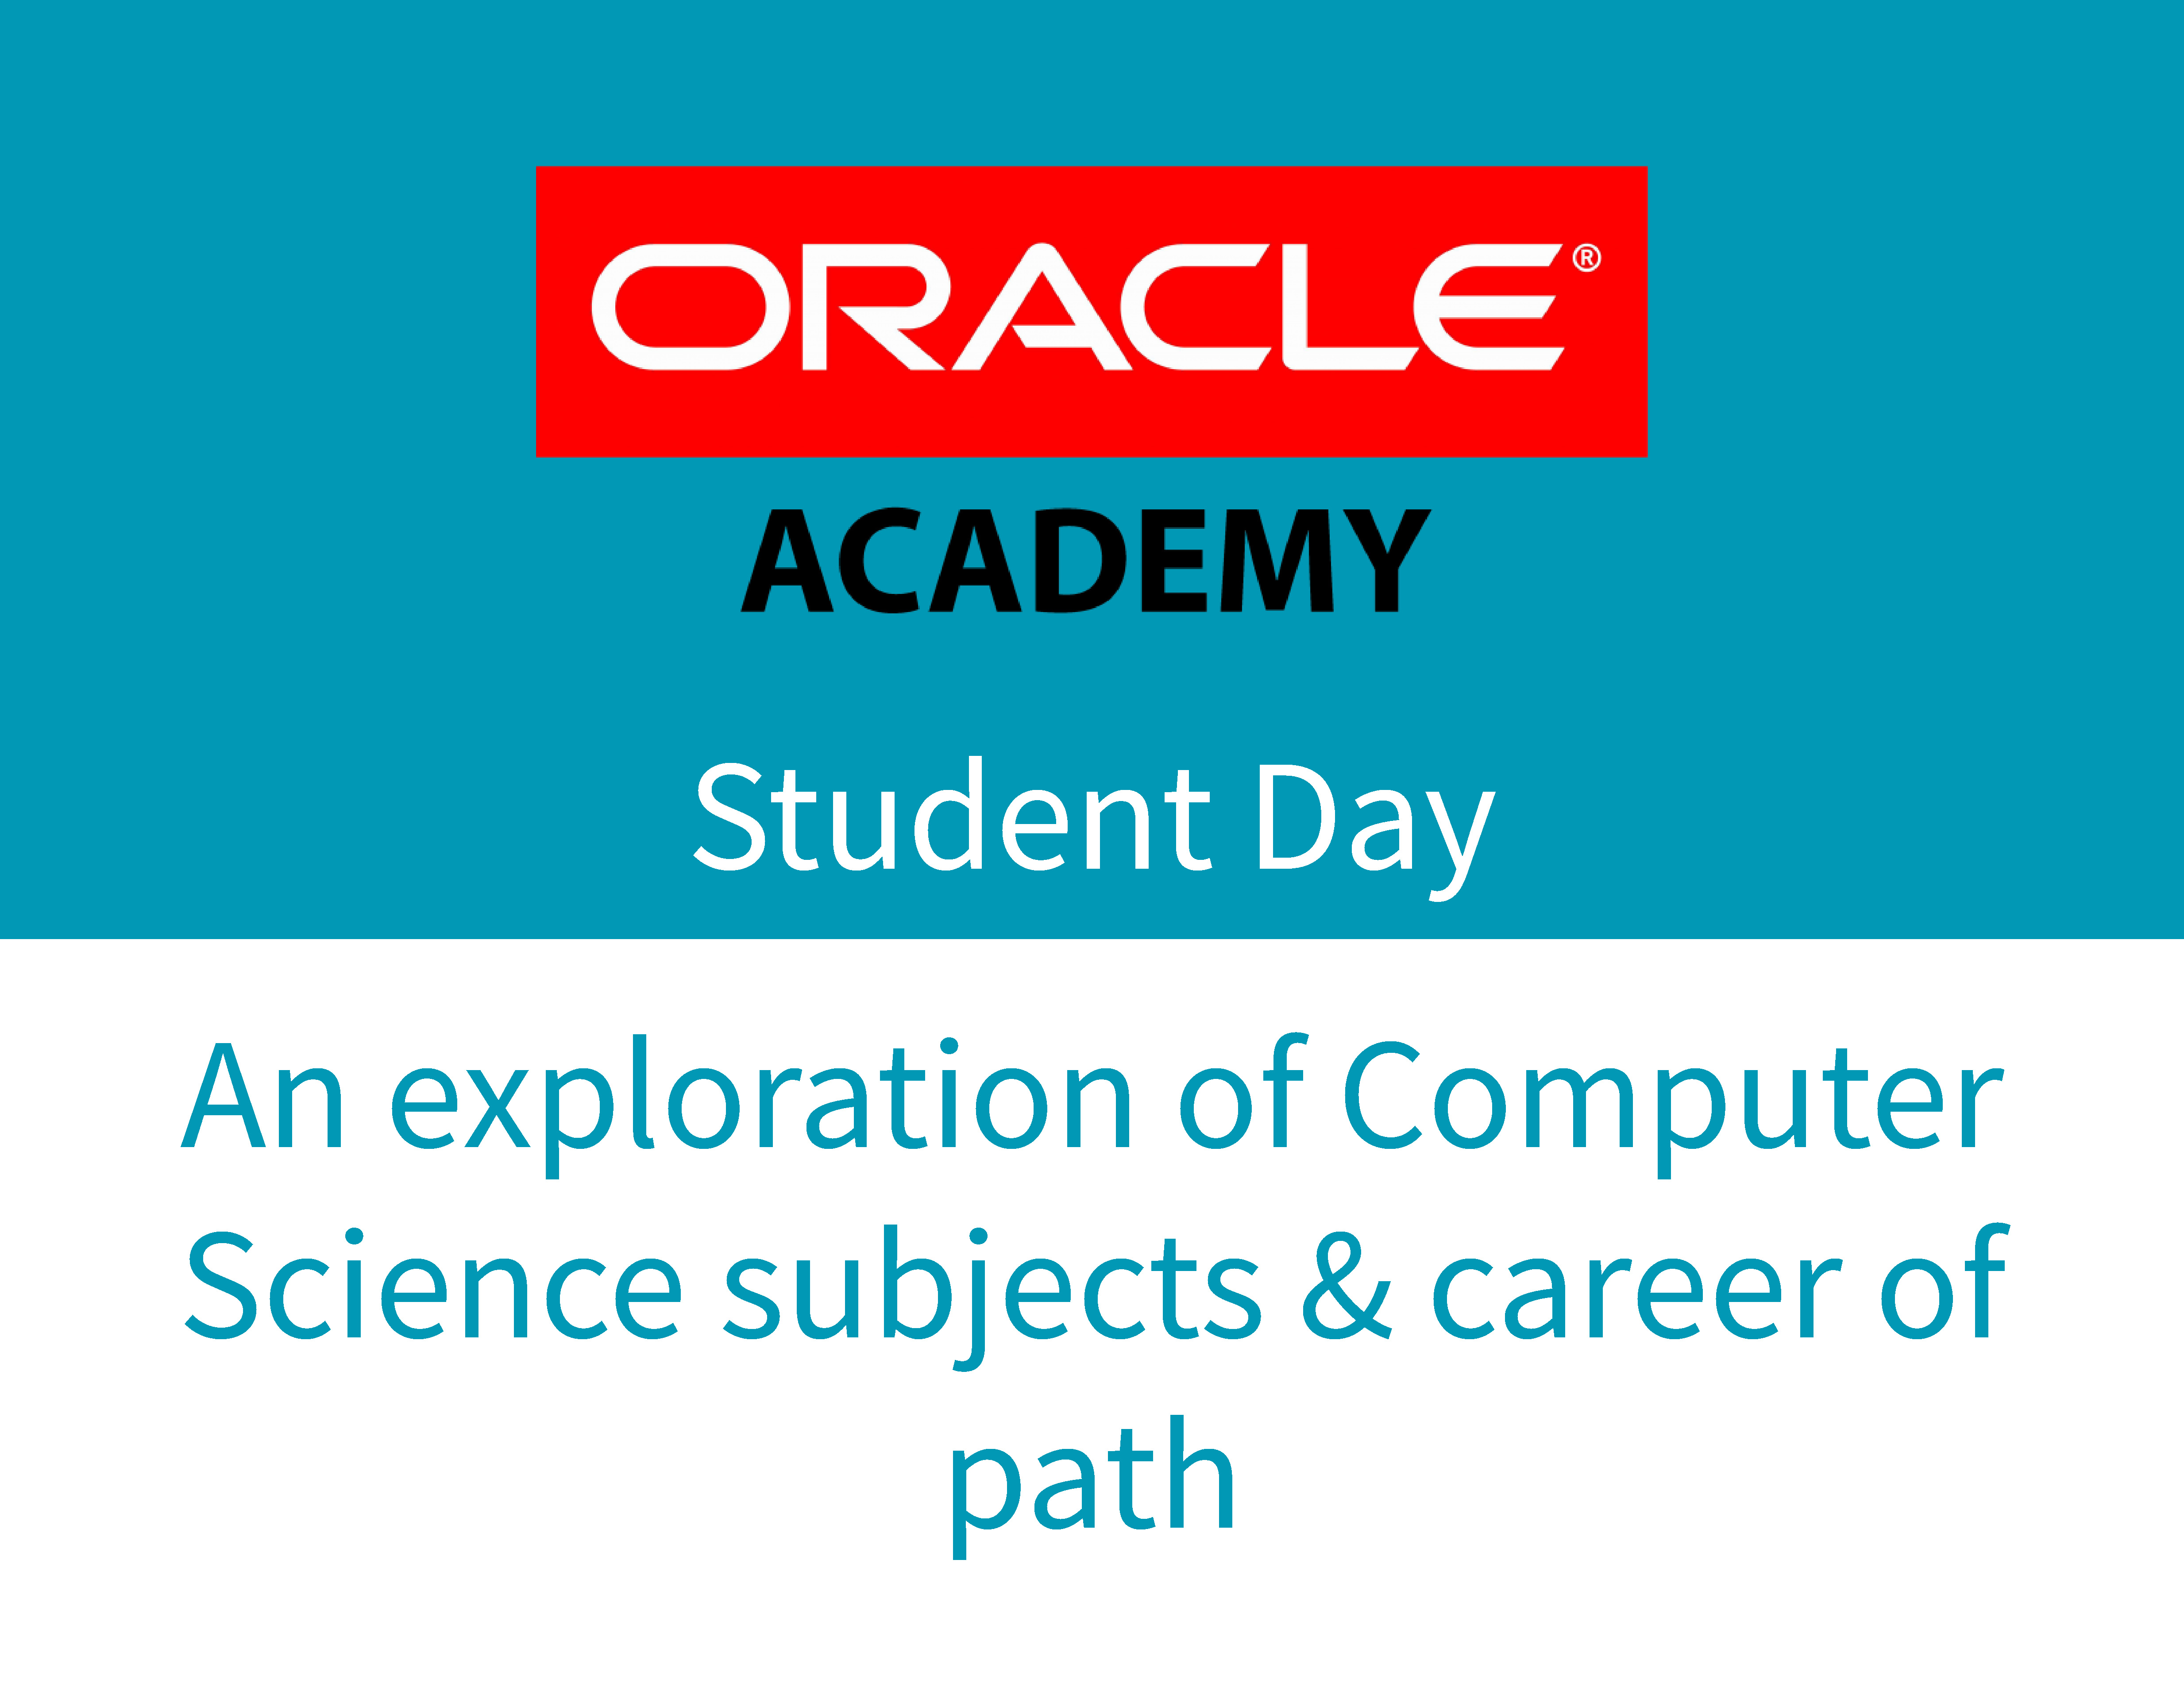 ORACLE®
ACADEMY
Student Day
An exploration of Computer
Science subjects & career of
path